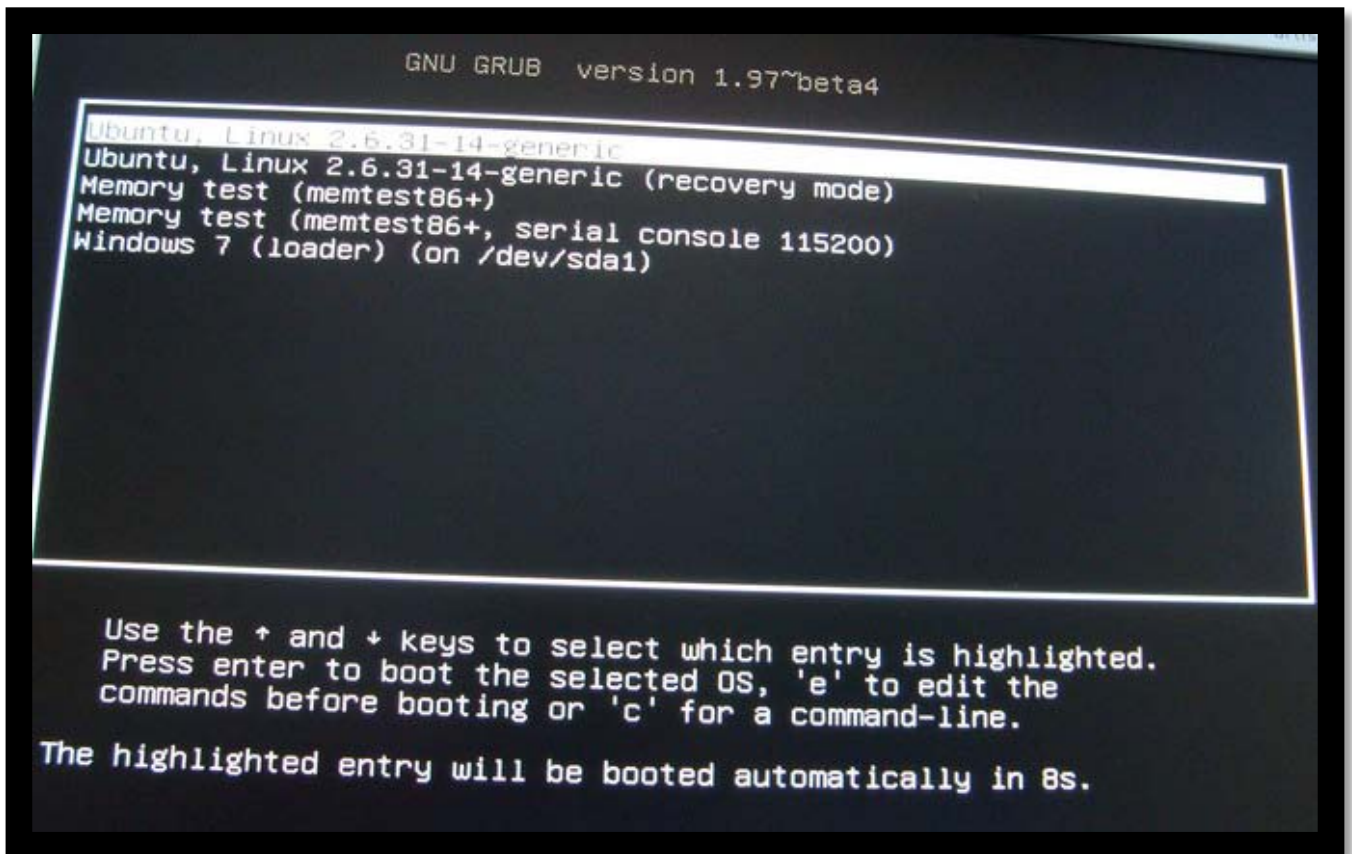 GNU GRUB version 1.97~beta4
Ubuntu, Linux 2.6.31-14-generic
Ubuntu, Linux 2.6.31-14-generic (recovery mode)
Memory test (memtest86+)
Memory test (memtest86+, serial console 115200)
Windows 7 (loader) (on /dev/sda1)
Use the ↑ and ↓ keys to select which entry is highlighted.
Press enter to boot the selected OS, 'e' to edit the
commands before booting or 'c' for a command-line.
The highlighted entry will be booted automatically in 8s.